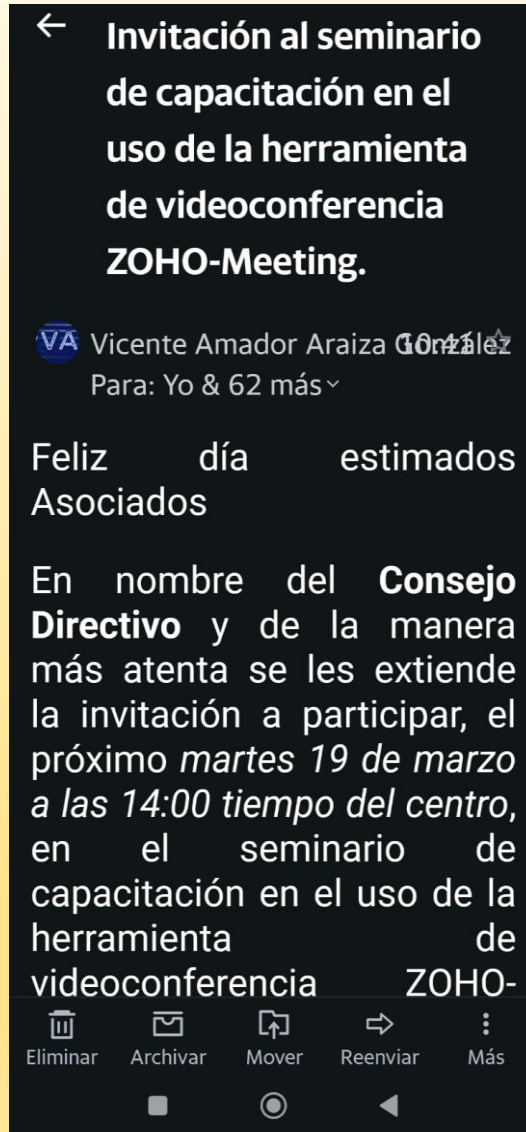 Invitación al seminario
de capacitación en el
uso de la herramienta
de videoconferencia
ZOHO-Meeting.
VA Vicente Amador Araiza González 10:41
Para: Yo & 62 más
Feliz día estimados
Asociados
En nombre del Consejo
Directivo y de la manera
más atenta se les extiende
la invitación a participar, el
próximo martes 19 de marzo
a las 14:00 tiempo del centro,
en el seminario de
capacitación en el uso de la
herramienta de
videoconferencia ZOHO-
Eliminar Archivar Mover Reenviar Más